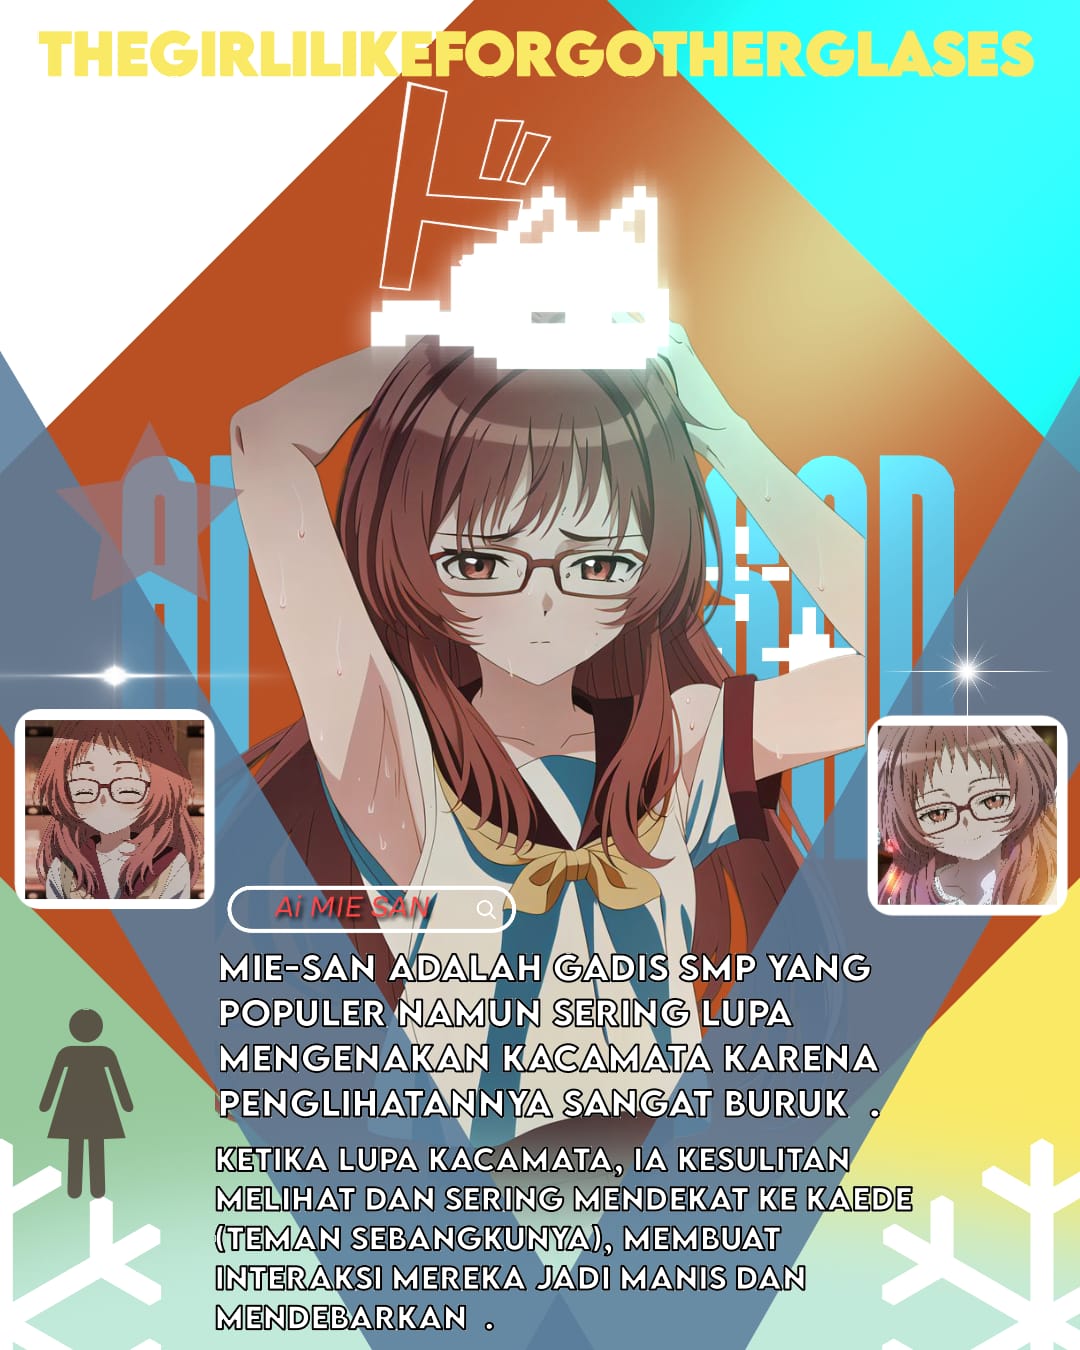 THEGIRLILIKEFORGOTHERGLASES
ド
Ai MIE SAN
MIE-SAN ADALAH GADIS SMP YANG
POPULER NAMUN SERING LUPA
MENGENAKAN KACAMATA KARENA
PENGLIHATANNYA SANGAT BURUK .
KETIKA LUPA KACAMATA, IA KESULITAN
MELIHAT DAN SERING MENDEKAT KE KAEDE
(TEMAN SEBANGKUNYA), MEMBUAT
INTERAKSI MEREKA JADI MANIS DAN
MENDEBARKAN .